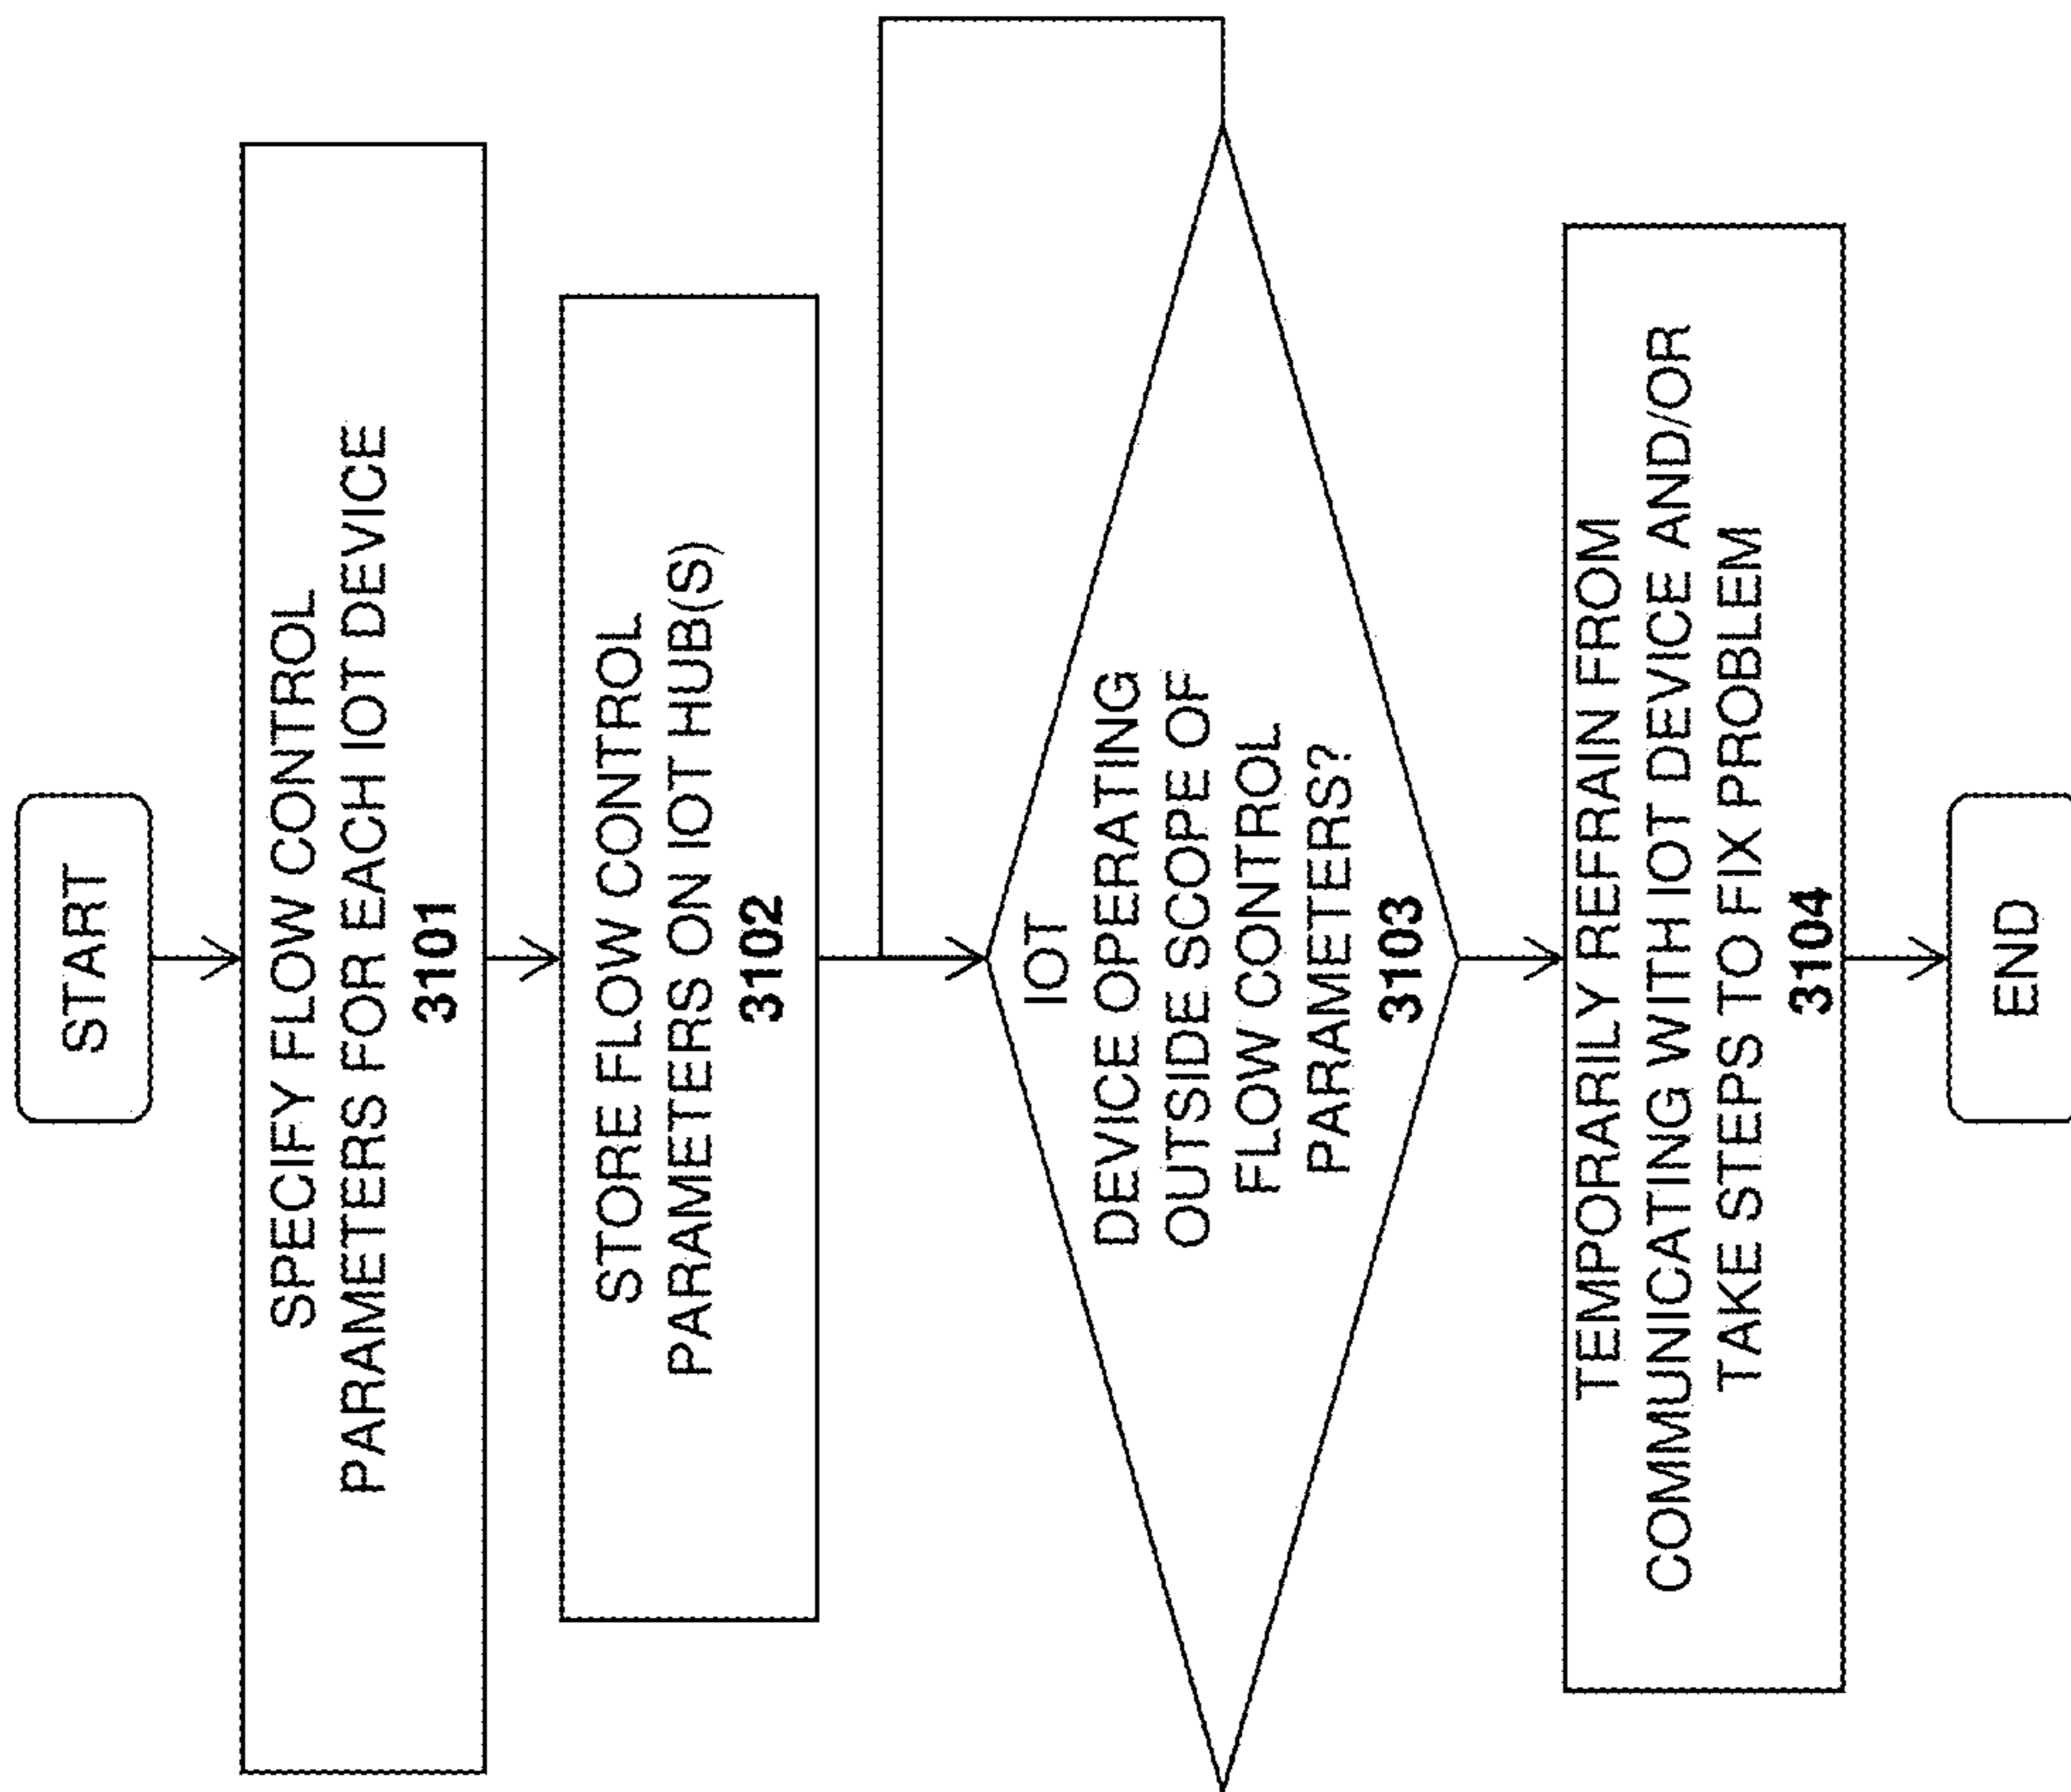 START
SPECIFY FLOW CONTROL
PARAMETERS FOR EACH IOT DEVICE
3101
STORE FLOW CONTROL
PARAMETERS ON IOT HUB(S)
3102
IOT
DEVICE OPERATING
OUTSIDE SCOPE OF
FLOW CONTROL
PARAMETERS?
3103
TEMPORARILY REFRAIN FROM
COMMUNICATING WITH IOT DEVICE AND/OR
TAKE STEPS TO FIX PROBLEM
3104
END